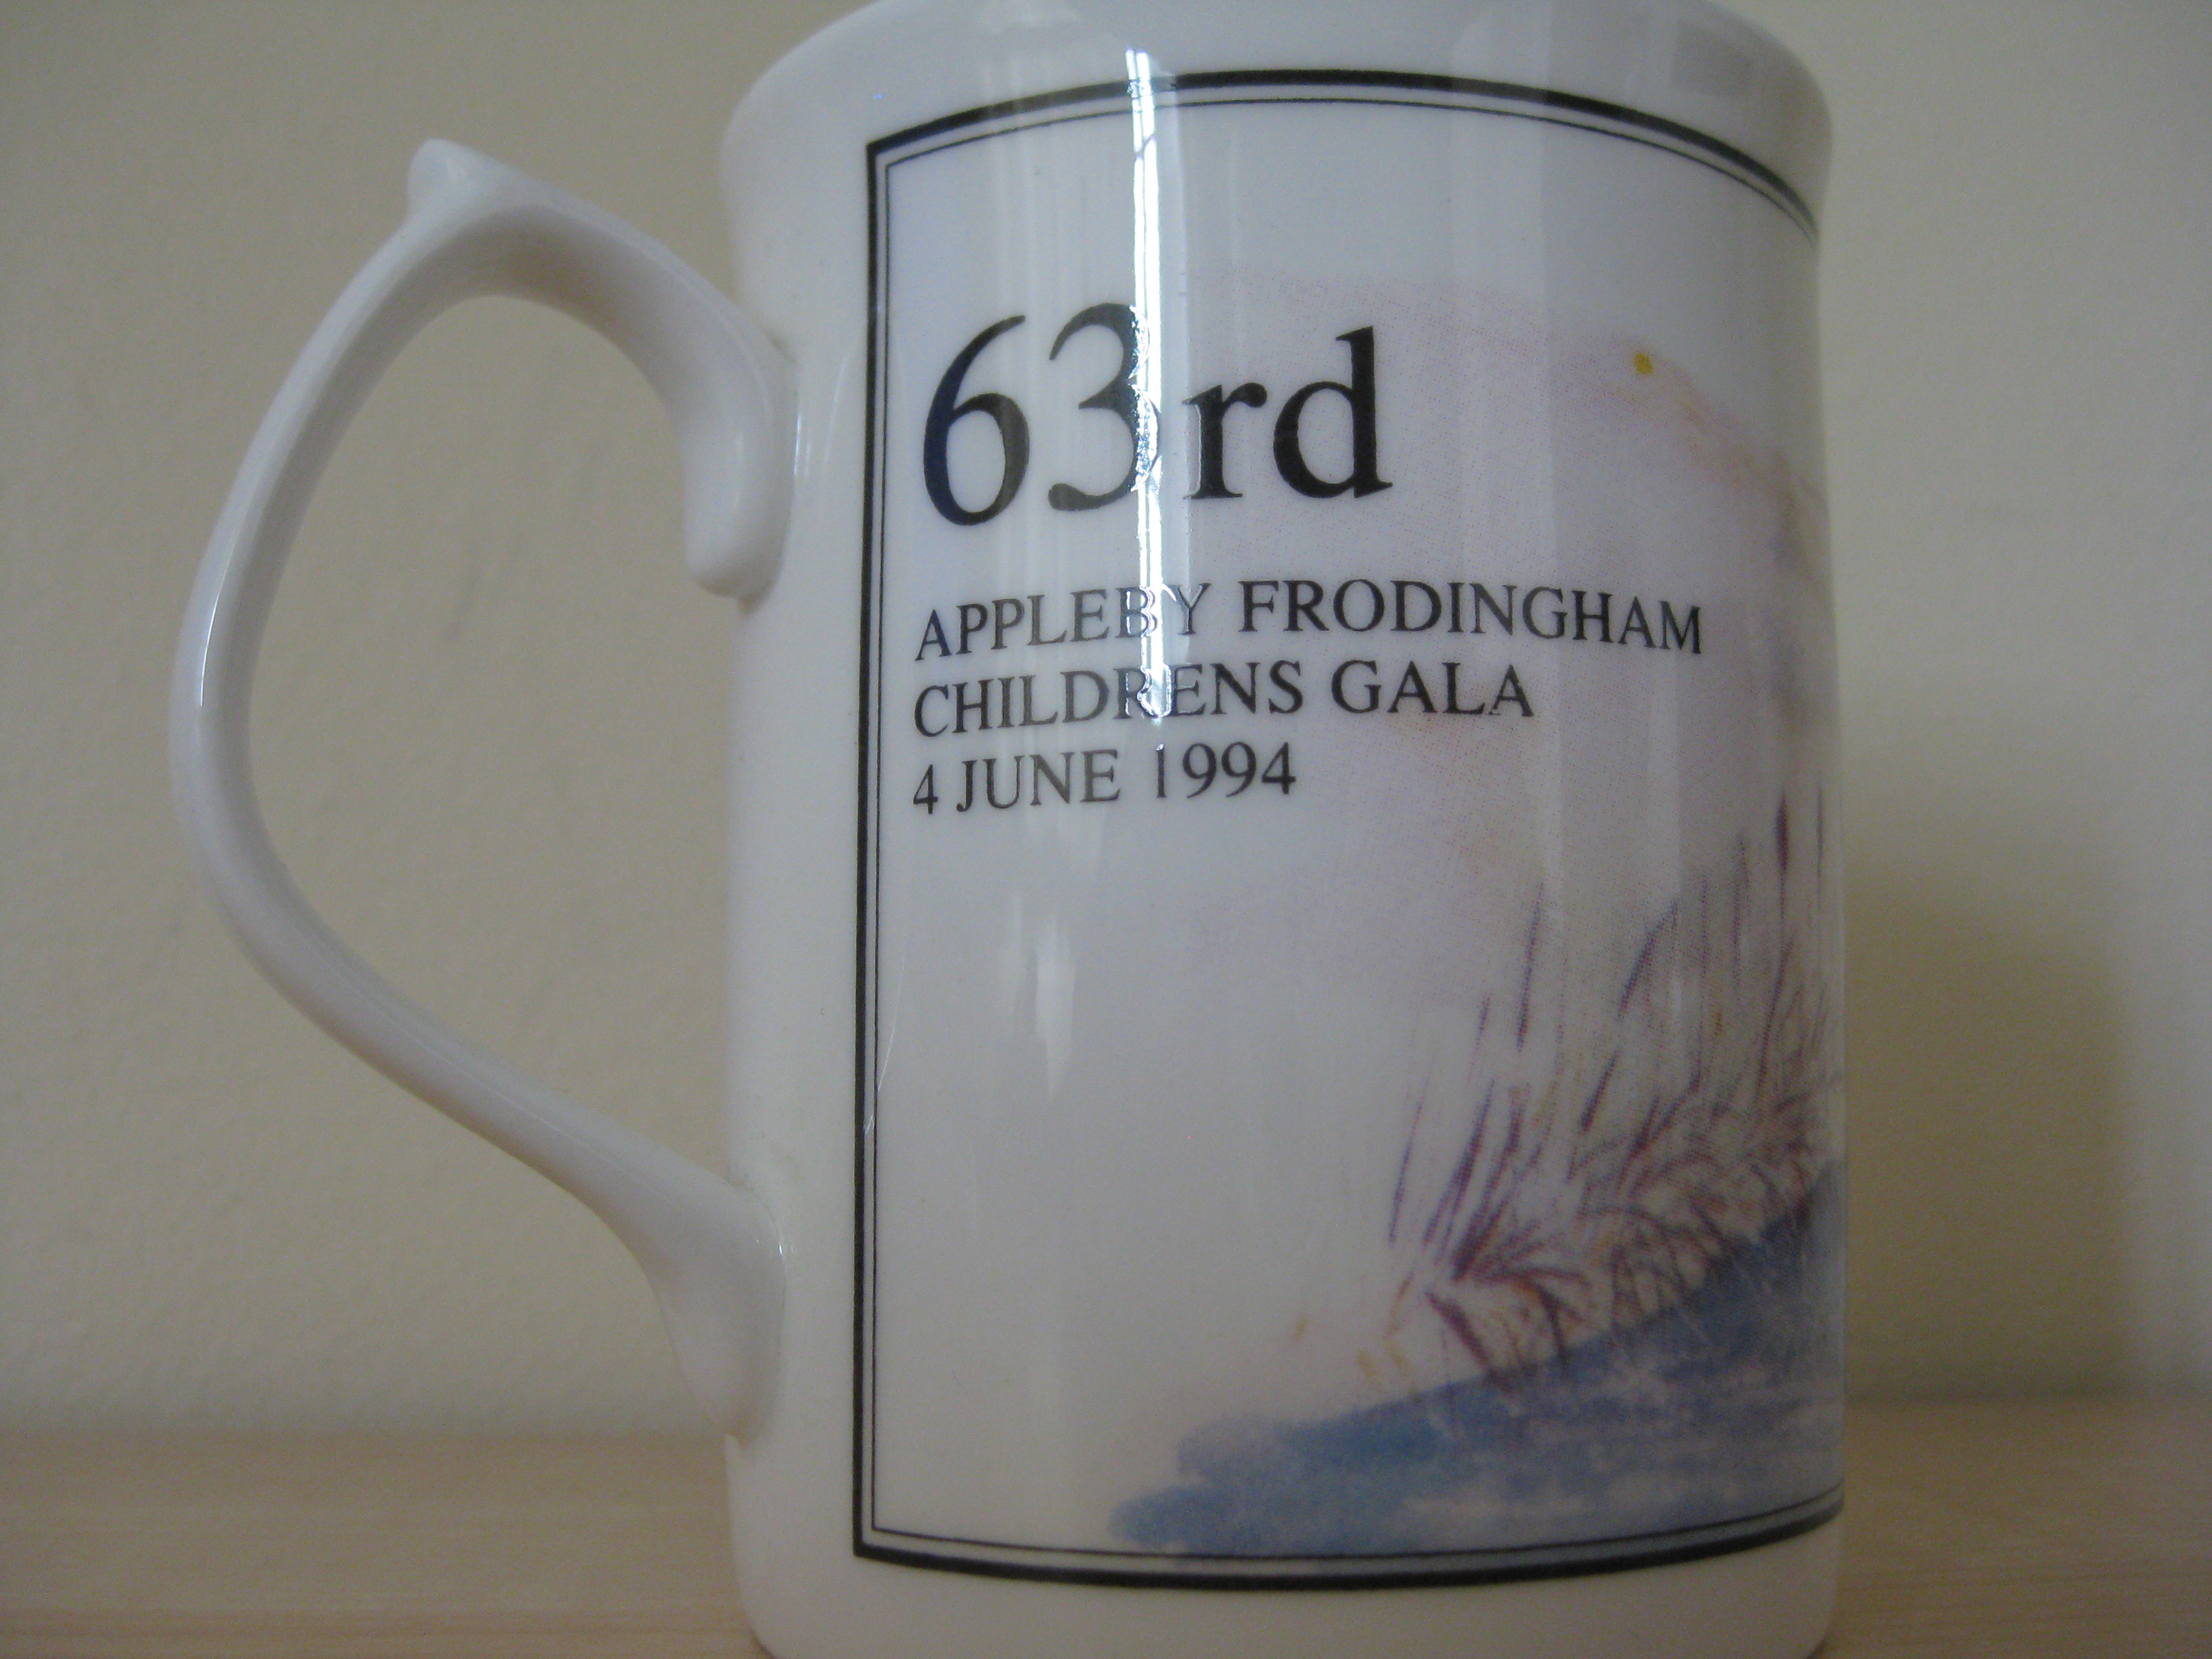 63rd
APPLEBY FRODINGHAM
CHILDRENS GALA
4 JUNE 1994